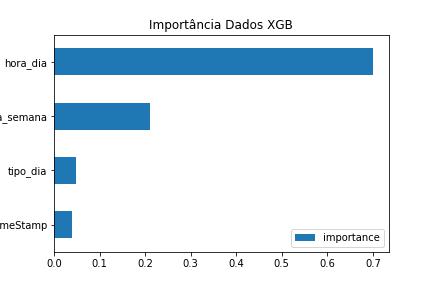 Importância Dados XGB
hora_dia
a_semana
tipo_dia
meStamp
importance
0.0 0.1 0.2 0.3 0.4 0.5 0.6 0.7